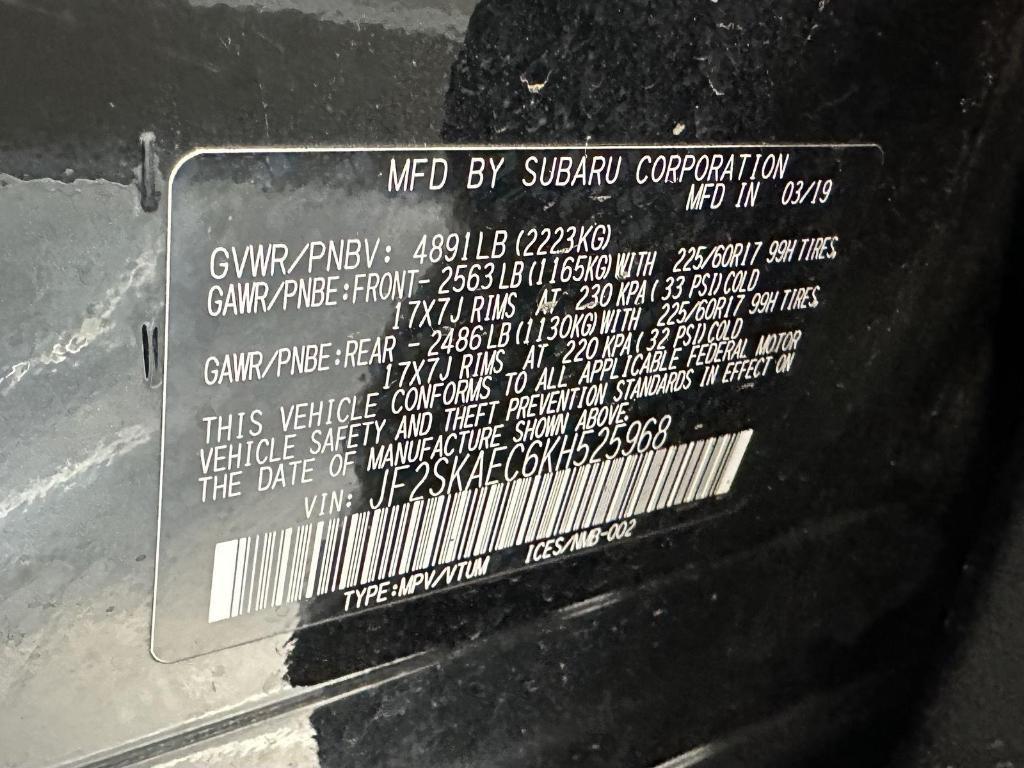 MFD BY SUBARU CORPORATION
MFD IN 03/19
GVWR/PNBV: 4891LB (2223KG)
GAWR/PNBE:FRONT- 2563LB (1165KG) WITH 225/60R17 99H TIRES,
17X7J RIMS AT 230 KPA (33 PSI) COLD
GAWR/PNBE:REAR - 2486LB (1130KG) WITH 225/60R17 99H TIRES,
17X7J RIMS AT 220 KPA (32 PSI) COLD
THIS VEHICLE CONFORMS TO ALL APPLICABLE FEDERAL MOTOR
VEHICLE SAFETY AND THEFT PREVENTION STANDARDS IN EFFECT ON
THE DATE OF MANUFACTURE SHOWN ABOVE.
VIN: JF2SKAEC6KH525968
TYPE:MPV/VTUM ICES/NMB-002